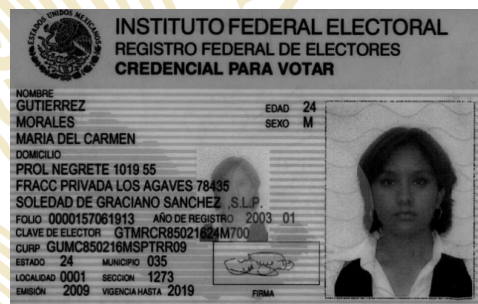 INSTITUTO FEDERAL ELECTORAL
REGISTRO FEDERAL DE ELECTORES
CREDENCIAL PARA VOTAR
NOMBRE
GUTIERREZ
MORALES
MARIA DEL CARMEN
EDAD 24
SEXO M
DOMICILIO
PROL NEGRETE 1019 55
FRACC PRIVADA LOS AGAVES 78435
SOLEDAD DE GRACIANO SANCHEZ ,S.L.P.
FOLIO 0000157061913 AÑO DE REGISTRO 2003 01
CLAVE DE ELECTOR GTMRCR85021624M700
CURP GUMC850216MSPTRR09
ESTADO 24 MUNICIPIO 035
LOCALIDAD 0001 SECCION 1273
EMISIÓN 2009 VIGENCIA HASTA 2019
FIRMA